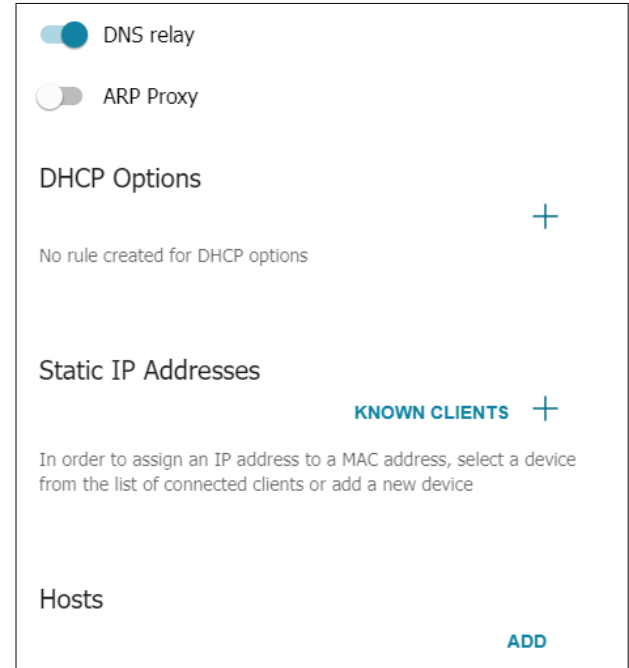 DNS relay
ARP Proxy
DHCP Options
No rule created for DHCP options
Static IP Addresses
KNOWN CLIENTS
In order to assign an IP address to a MAC address, select a device
from the list of connected clients or add a new device
Hosts
ADD